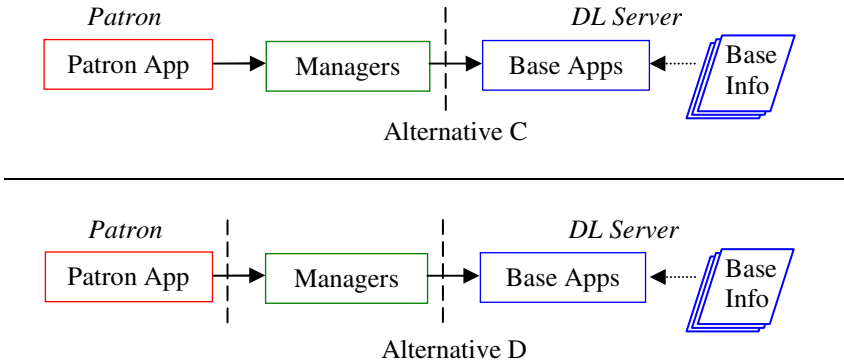 Patron DL Server
Patron App Managers Base Apps Base
Info
Alternative C
Patron DL Server
Patron App Managers Base Apps Base
Info
Alternative D